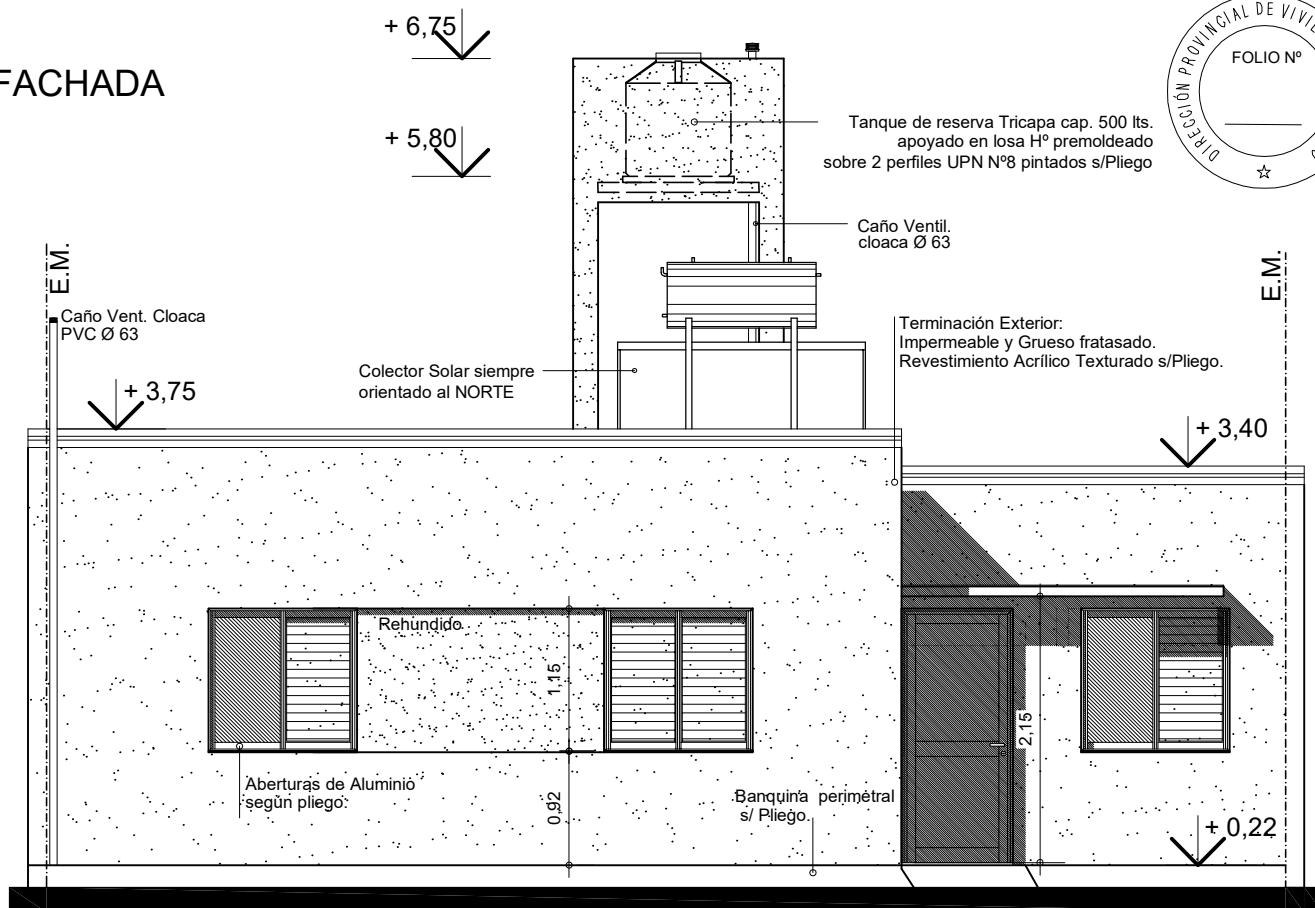 FACHADA
+ 6,75
+ 5,80
DIRECCIÓN PROVINCIAL DE
FOLIO Nº
Tanque de reserva Tricapa cap. 500 lts.
apoyado en losa Hº premoldeado
sobre 2 perfiles UPN Nº8 pintados s/Pliego
Caño Ventil.
cloaca Ø 63
E.M.
E.M.
Caño Vent. Cloaca
PVC Ø 63
Terminación Exterior:
Impermeable y Grueso fratasado.
Revestimiento Acrílico Texturado s/Pliego.
Colector Solar siempre
orientado al NORTE
+ 3,75
+ 3,40
Rehundido
1,15
2,15
Aberturas de Aluminio
según pliego.
0,92
Banquina perimetral
s/ Pliego.
+ 0,22